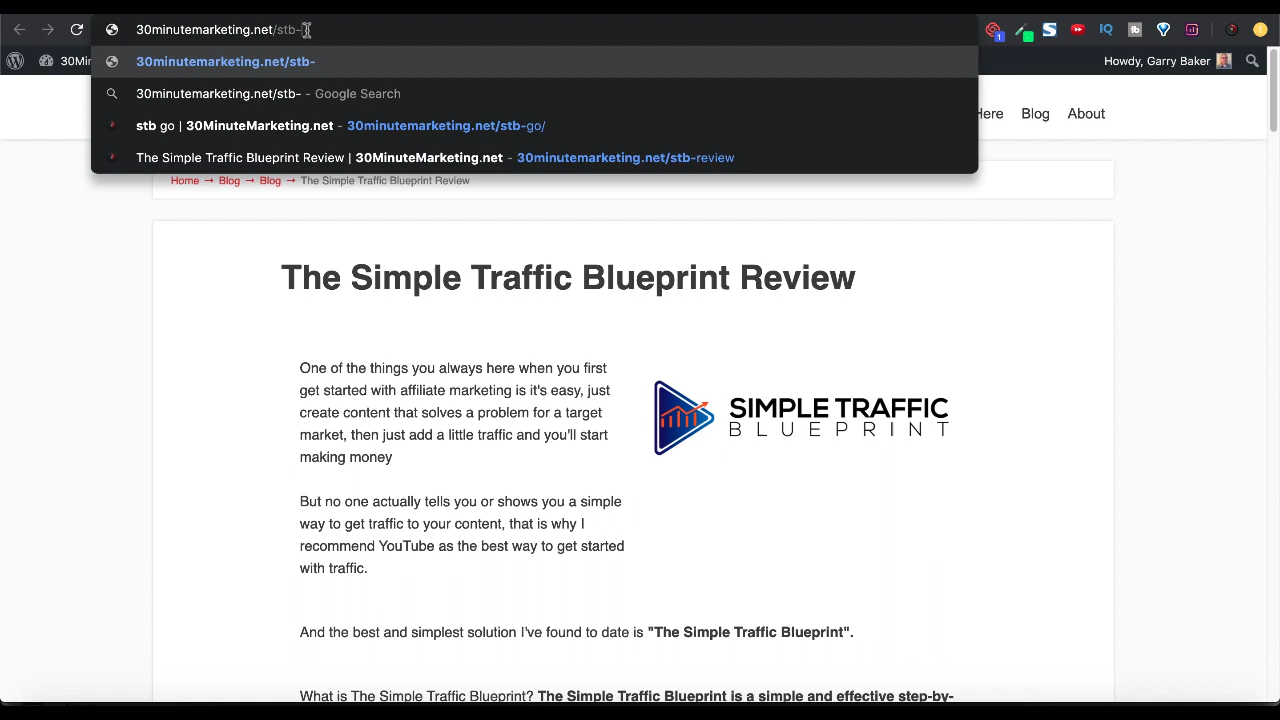 30minutemarketing.net/stb-
30Mi
Howdy, Garry Baker
30minutemarketing.net/stb-
30minutemarketing.net/stb- - Google Search
stb go | 30MinuteMarketing.net - 30minutemarketing.net/stb-go/
The Simple Traffic Blueprint Review | 30MinuteMarketing.net - 30minutemarketing.net/stb-review
Here Blog About
Home → Blog → Blog → The Simple Traffic Blueprint Review
The Simple Traffic Blueprint Review
One of the things you always here when you first
get started with affiliate marketing is it's easy, just
create content that solves a problem for a target
market, then just add a little traffic and you'll start
making money
SIMPLE TRAFFIC
BLUEPRINT
But no one actually tells you or shows you a simple
way to get traffic to your content, that is why I
recommend YouTube as the best way to get started
with traffic.
And the best and simplest solution I've found to date is "The Simple Traffic Blueprint".
What is The Simple Traffic Blueprint? The Simple Traffic Blueprint is a simple and effective step-by-